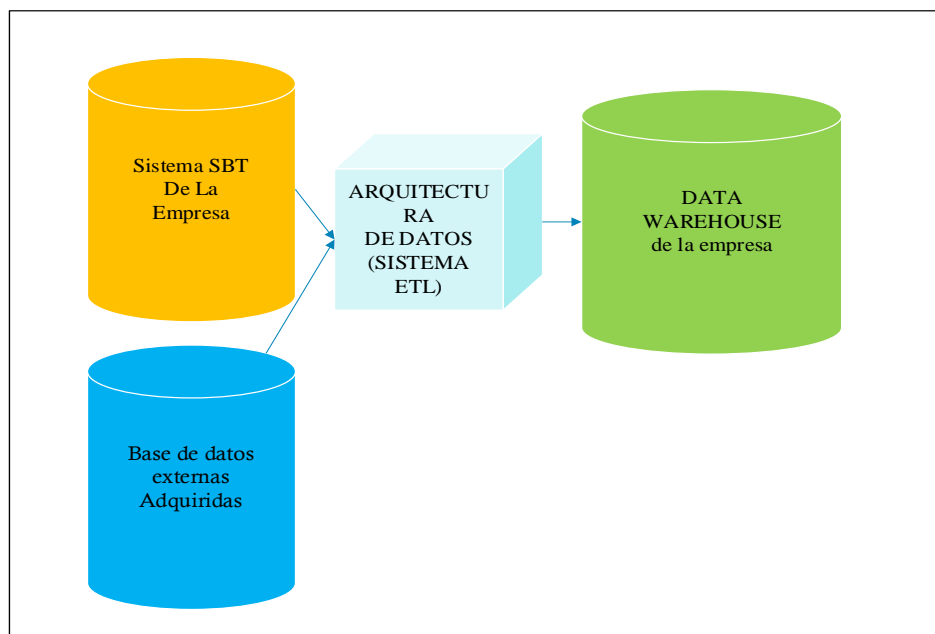 Sistema SBT
De La
Empresa
ARQUITECTU
RA
DE DATOS
(SISTEMA
ETL)
DATA
WAREHOUSE
de la empresa
Base de datos
externas
Adquiridas